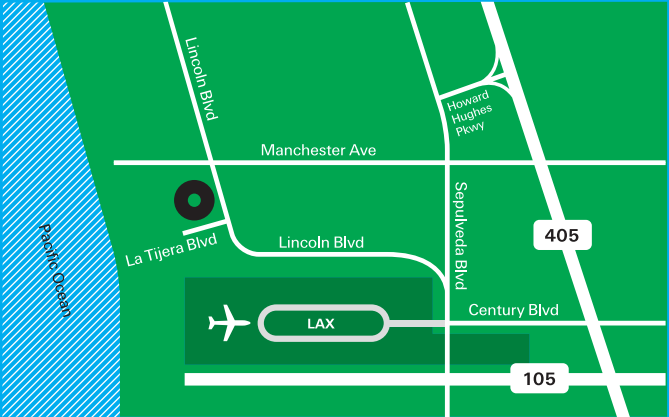 Lincoln Blvd
Howard
Hughes
Pkwy
Manchester Ave
Sepulveda Blvd
405
La Tijera Blvd
Lincoln Blvd
Pacific Ocean
Century Blvd
LAX
105